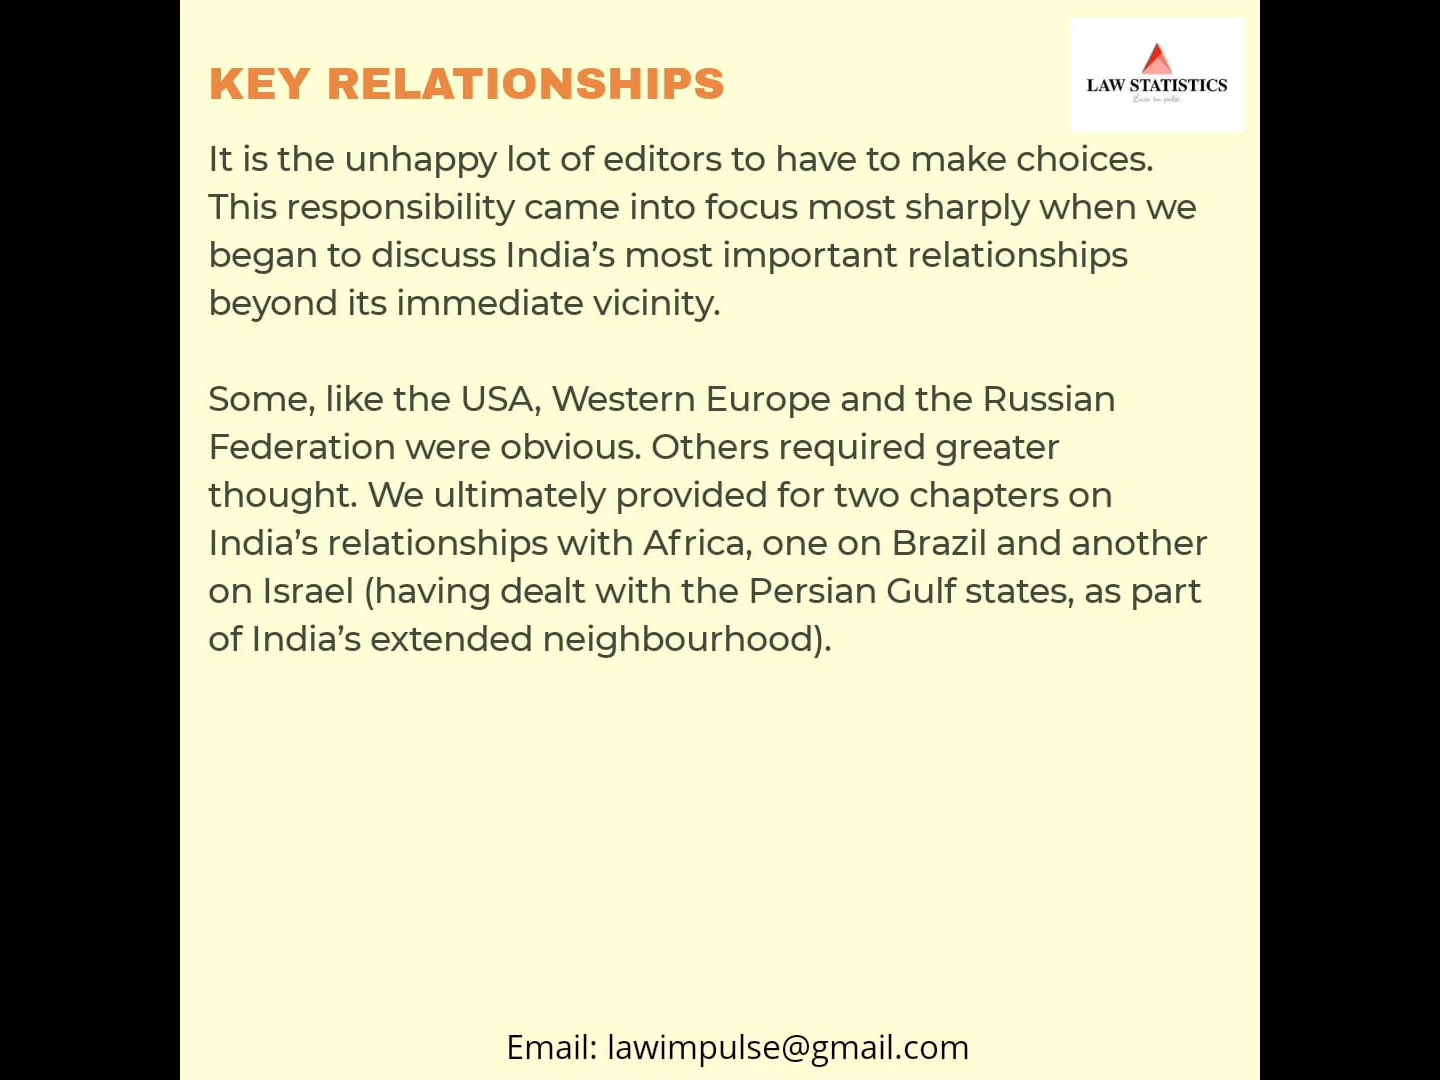 KEY RELATIONSHIPS
LAW STATISTICS
Law in pulse
It is the unhappy lot of editors to have to make choices.
This responsibility came into focus most sharply when we
began to discuss India’s most important relationships
beyond its immediate vicinity.
Some, like the USA, Western Europe and the Russian
Federation were obvious. Others required greater
thought. We ultimately provided for two chapters on
India’s relationships with Africa, one on Brazil and another
on Israel (having dealt with the Persian Gulf states, as part
of India’s extended neighbourhood).
Email: lawimpulse@gmail.com